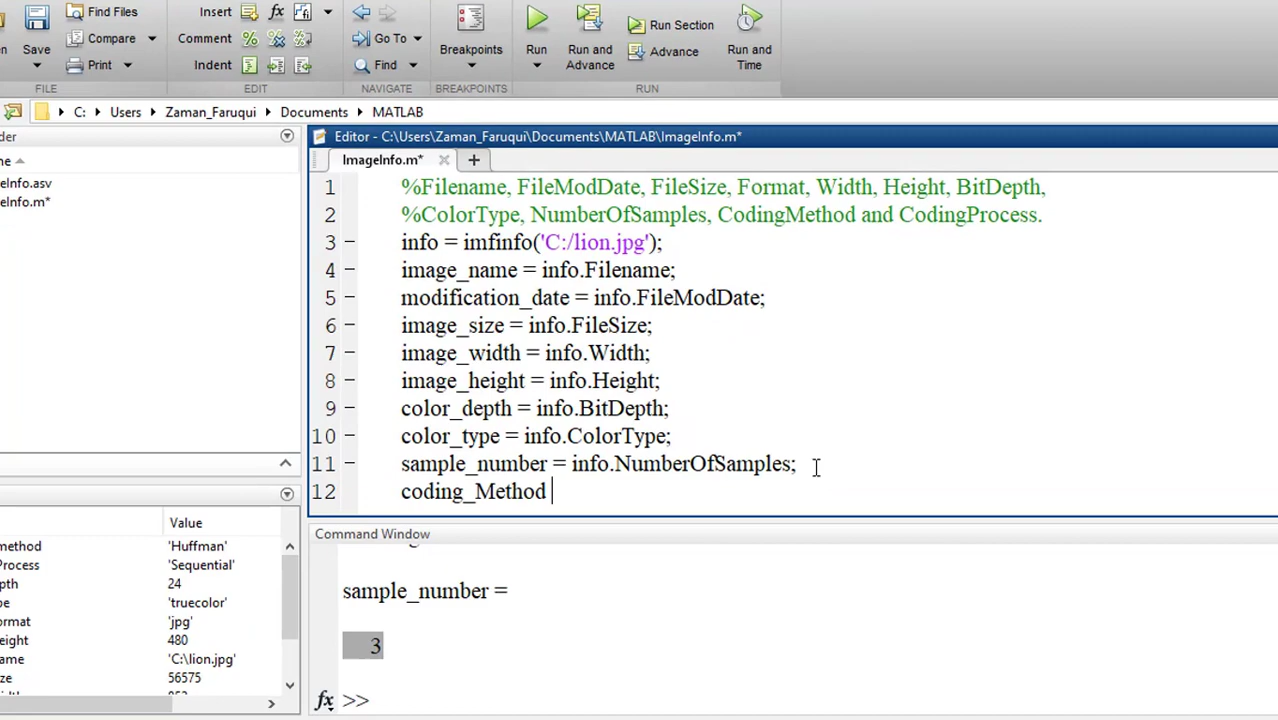 Insert fx
Find Files
Comment
Go To
Run Section
Save Compare
Breakpoints Run Run and Advance
Advance
Run and Time
Print
Indent
Find
FILE EDIT NAVIGATE BREAKPOINTS RUN
C: Users Zaman_Faruqui Documents MATLAB
Editor - C:\Users\Zaman_Faruqui\Documents\MATLAB\ImageInfo.m*
ImageInfo.m* × +
eInfo.asv
eInfo.m*
1 %Filename, FileModDate, FileSize, Format, Width, Height, BitDepth,
2 %ColorType, NumberOfSamples, CodingMethod and CodingProcess.
3 – info = imfinfo('C:/lion.jpg');
4 – image_name = info.Filename;
5 – modification_date = info.FileModDate;
6 – image_size = info.FileSize;
7 – image_width = info.Width;
8 – image_height = info.Height;
9 – color_depth = info.BitDepth;
10 – color_type = info.ColorType;
11 – sample_number = info.NumberOfSamples;
12 coding_Method
Value
method 'Huffman'
Process 'Sequential'
pth 24
pe 'truecolor'
ormat 'jpg'
eight 480
name 'C:\lion.jpg'
ze 56575
Command Window
sample_number =
3
fx >>